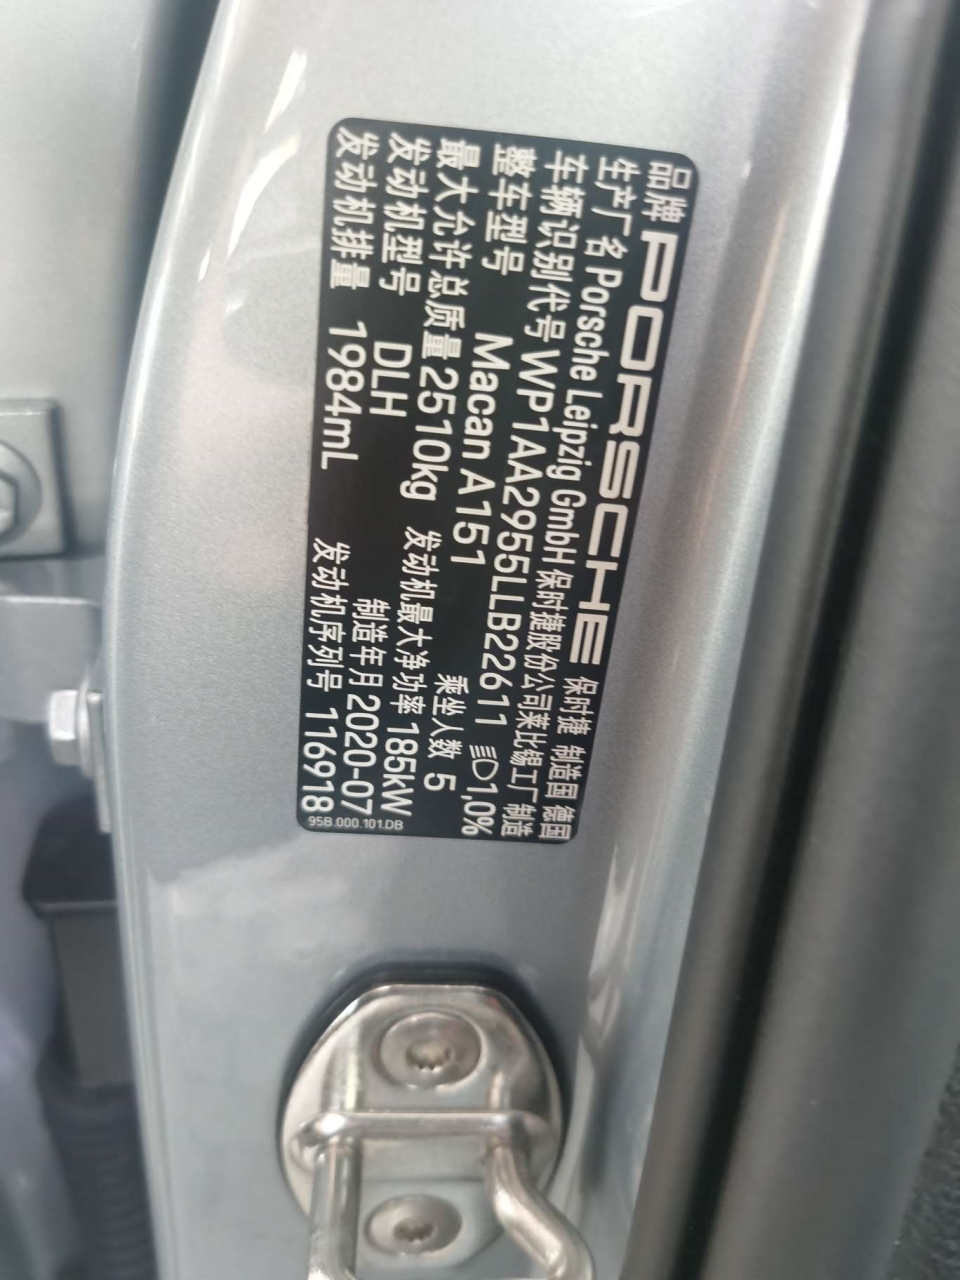 品牌 PORSCHE 保时捷 制造国 德国
生产厂名 Porsche Leipzig GmbH 保时捷股份公司莱比锡工厂 制造
车辆识别代号 WP1AA2955LLB22611
整车型号 Macan A151 1,0%
最大允许总质量 2510kg 乘坐人数 5
发动机型号 DLH 发动机最大净功率 185kW
发动机排量 1984mL 制造年月 2020-07
发动机序列号 116918
95B.000.101.DB